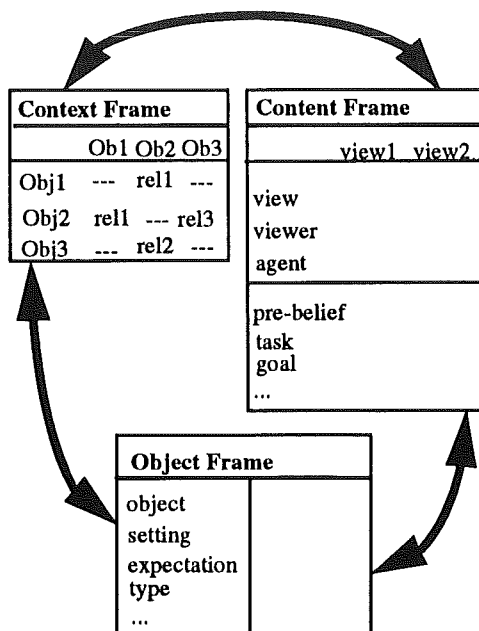 Context Frame
Ob1 Ob2 Ob3
Obj1 --- rel1 ---
Obj2 rel1 --- rel3
Obj3 --- rel2 ---
Content Frame
view1 view2...
view
viewer
agent
pre-belief
task
goal
...
Object Frame
object
setting
expectation
type
...